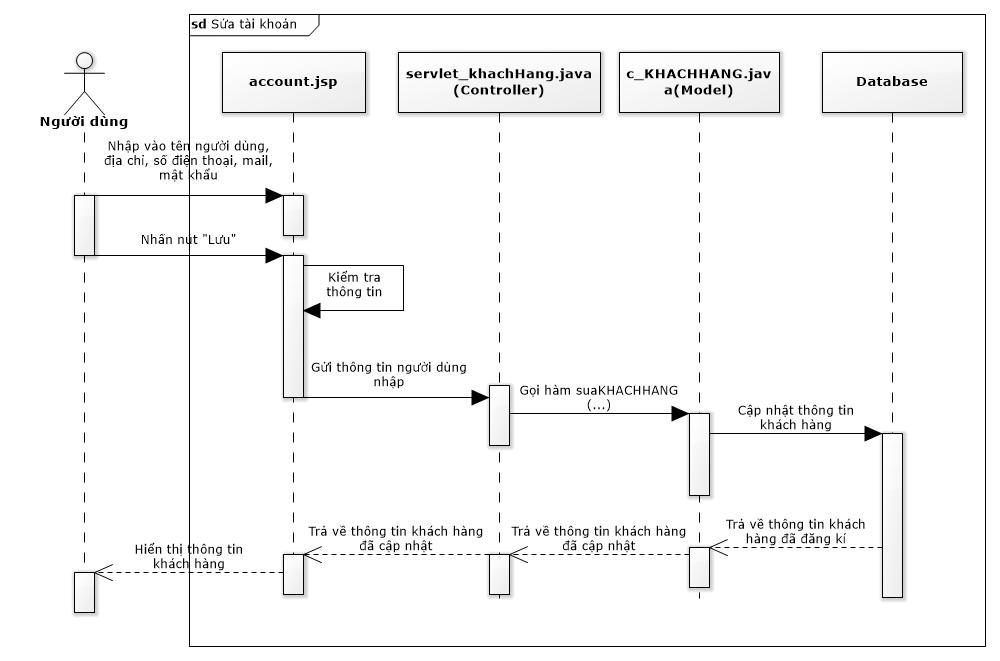 sd Sửa tài khoản
account.jsp
servlet_khachHang.java
(Controller)
c_KHACHHANG.jav
a(Model)
Database
Người dùng
Nhập vào tên người dùng,
địa chỉ, số điện thoại, mail,
mật khẩu
Nhấn nút "Lưu"
Kiểm tra
thông tin
Gửi thông tin người dùng
nhập
Gọi hàm suaKHACHHANG
(...)
Cập nhật thông tin
khách hàng
Trả về thông tin khách
hàng đã đăng kí
Trả về thông tin khách hàng
đã cập nhật
Trả về thông tin khách hàng
đã cập nhật
Hiển thị thông tin
khách hàng